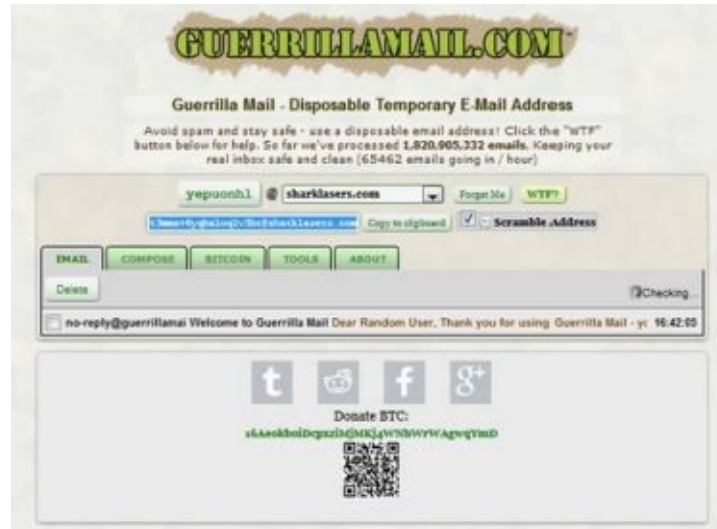 GUERRILLAMAIL.COM
Guerrilla Mail - Disposable Temporary E-Mail Address
Avoid spam and stay safe - use a disposable email address! Click the "WTF"
button below for help. So far we've processed 1,820,905,332 emails. Keeping your
real inbox safe and clean (65462 emails going in / hour)
yepuonh1 @ sharklasers.com Forget Me WTF?
Copy to clipboard Scramble Address
EMAIL COMPOSE BITCOIN TOOLS ABOUT
Delete Checking...
no-reply@guerrillamai Welcome to Guerrilla Mail Dear Random User, Thank you for using Guerrilla Mail - yo 16:42:05
t f g+
Donate BTC: